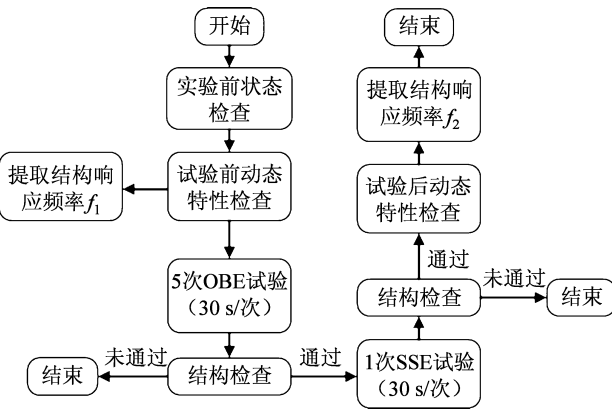 开始
实验前状态
检查
试验前动态
特性检查
提取结构响
应频率f1
5次OBE试验
（30 s/次）
结构检查
未通过
结束
通过
1次SSE试验
（30 s/次）
结构检查
未通过
结束
通过
试验后动态
特性检查
提取结构响
应频率f2
结束